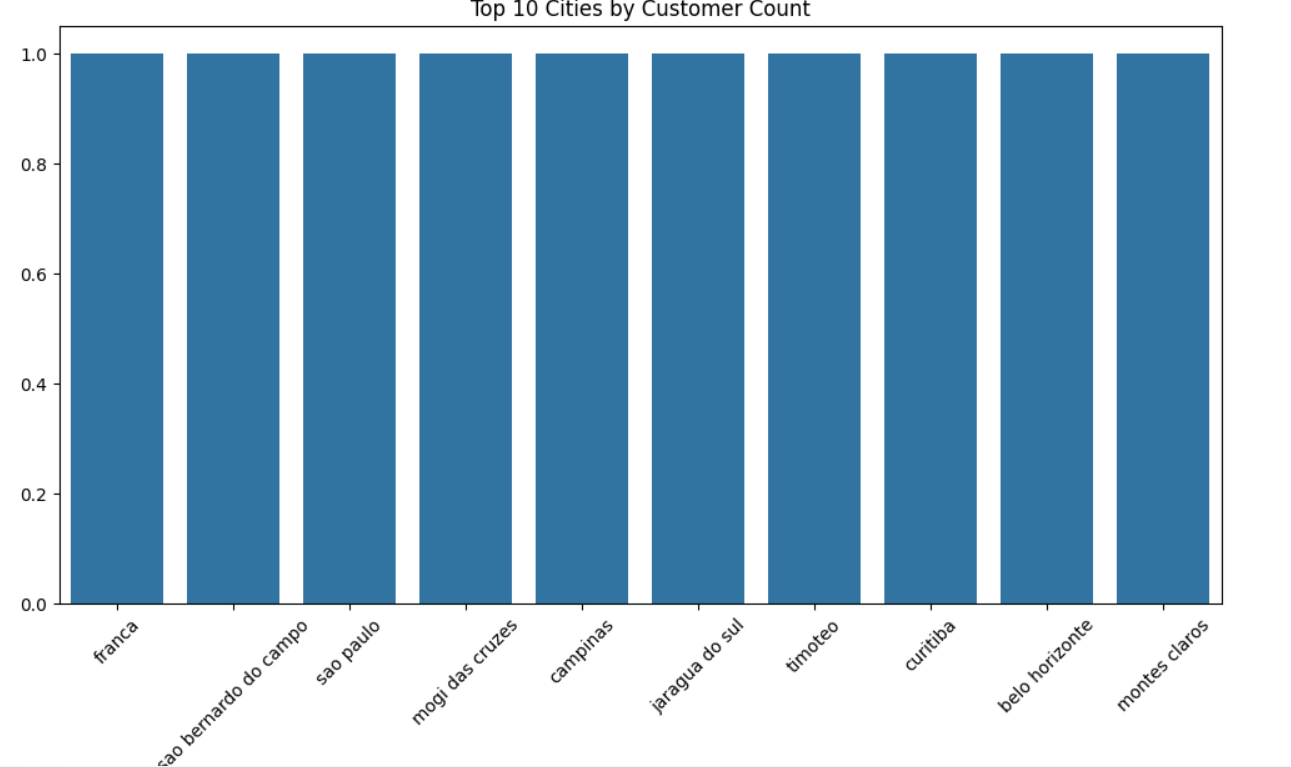 Top 10 Cities by Customer Count
1.0
0.8
0.6
0.4
0.2
0.0
franca
sao bernardo do campo
sao paulo
mogi das cruzes
campinas
jaragua do sul
timoteo
curitiba
belo horizonte
montes claros